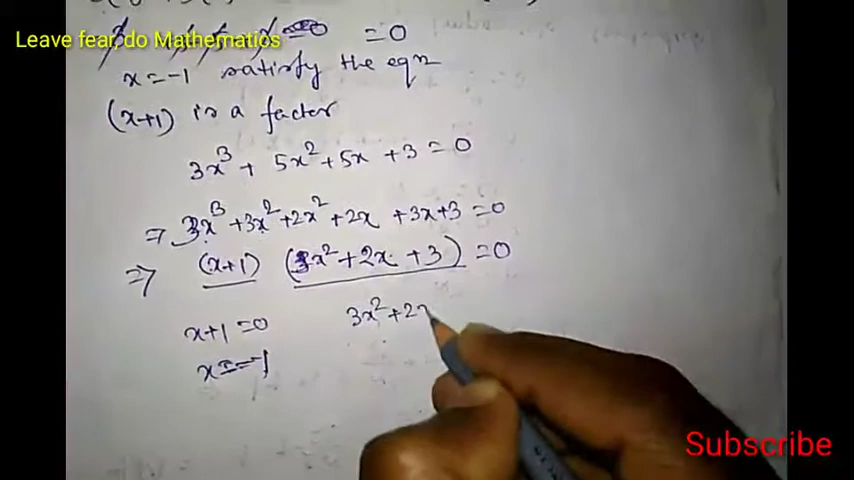 Leave fear, do Mathematics
= 0
x = -1 satisfy the eqn
(x+1) is a factor
3x³ + 5x² + 5x + 3 = 0
⇒ 3x³ + 3x² + 2x² + 2x + 3x + 3 = 0
⇒ (x+1) (3x² + 2x + 3) = 0
x + 1 = 0 3x² + 2x
x = -1
Subscribe